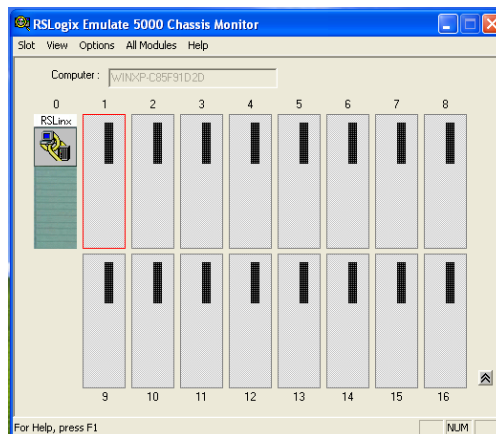 RSLogix Emulate 5000 Chassis Monitor
Slot View Options All Modules Help
Computer : WINXP-C85F91D2D
0 1 2 3 4 5 6 7 8
RSLinx
9 10 11 12 13 14 15 16
For Help, press F1 NUM